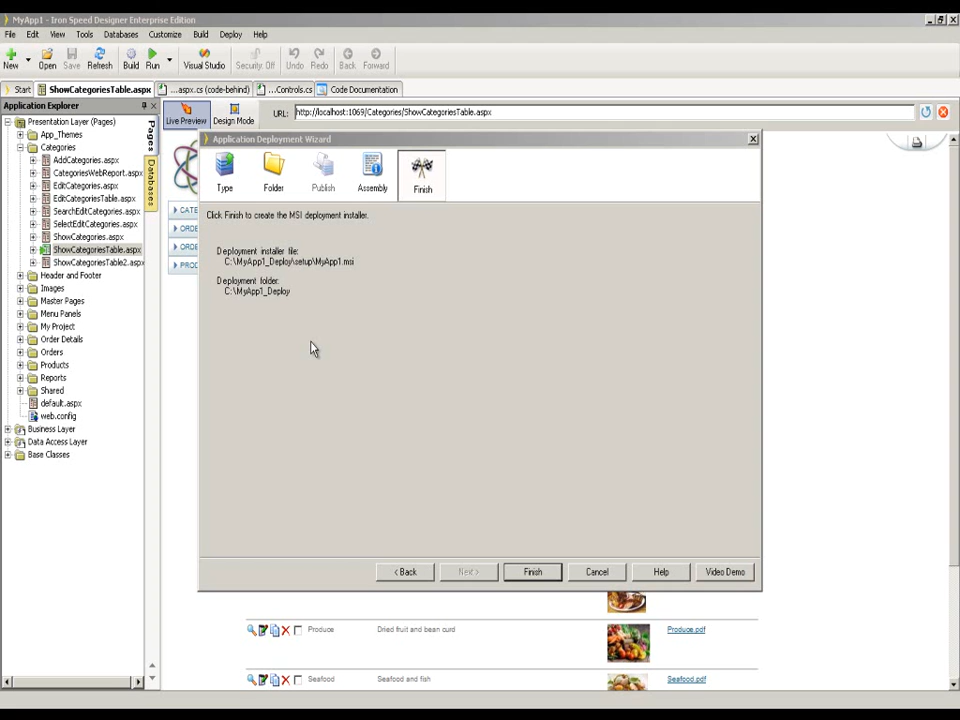 MyApp1 - Iron Speed Designer Enterprise Edition
File Edit View Tools Databases Customize Build Deploy Help
New Open Save Refresh Build Run Visual Studio Security: Off Undo Redo Back Forward
Start ShowCategoriesTable.aspx ...aspx.cs (code-behind) ...Controls.cs Code Documentation
Application Explorer
Live Preview Design Mode URL: http://localhost:1069/Categories/ShowCategoriesTable.aspx
Pages
Databases
Presentation Layer (Pages)
App_Themes
Categories
AddCategories.aspx
CategoriesWebReport.aspx
EditCategories.aspx
EditCategoriesTable.aspx
SearchEditCategories.aspx
SelectEditCategories.aspx
ShowCategories.aspx
ShowCategoriesTable.aspx
ShowCategoriesTable2.aspx
Header and Footer
Images
Master Pages
Menu Panels
My Project
Order Details
Orders
Products
Reports
Shared
default.aspx
web.config
Business Layer
Data Access Layer
Base Classes
CATE
ORDE
ORDE
PROD
Application Deployment Wizard
Type Folder Publish Assembly Finish
Click Finish to create the MSI deployment installer.
Deployment installer file:
C:\MyApp1_Deploy\setup\MyApp1.msi
Deployment folder:
C:\MyApp1_Deploy
< Back Next > Finish Cancel Help Video Demo
Produce Dried fruit and bean curd Produce.pdf
Seafood Seafood and fish Seafood.pdf